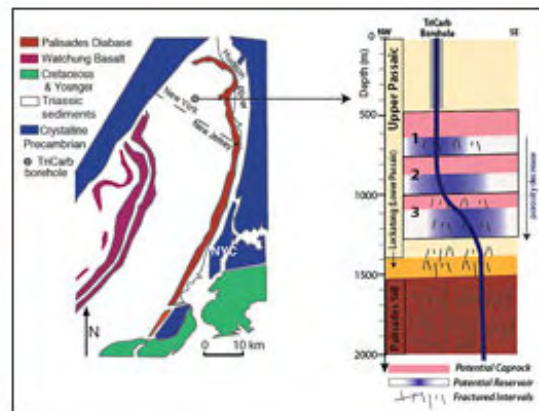 Palisades Diabase
Watchung Basalt
Cretaceous
& Younger
Triassic
sediments
Crystalline
Precambrian
TriCarb
borehole
Hudson
River
New York
New Jersey
NYC
N
0 10 km
TriCarb
Borehole
NW
SE
Depth (m)
0
500
1000
1500
2000
Upper Passaic
Lockatong (Lower Passaic)
Palisades Sill
1
2
3
porosity decrease
Potential Caprock
Potential Reservoir
Fractured Intervals